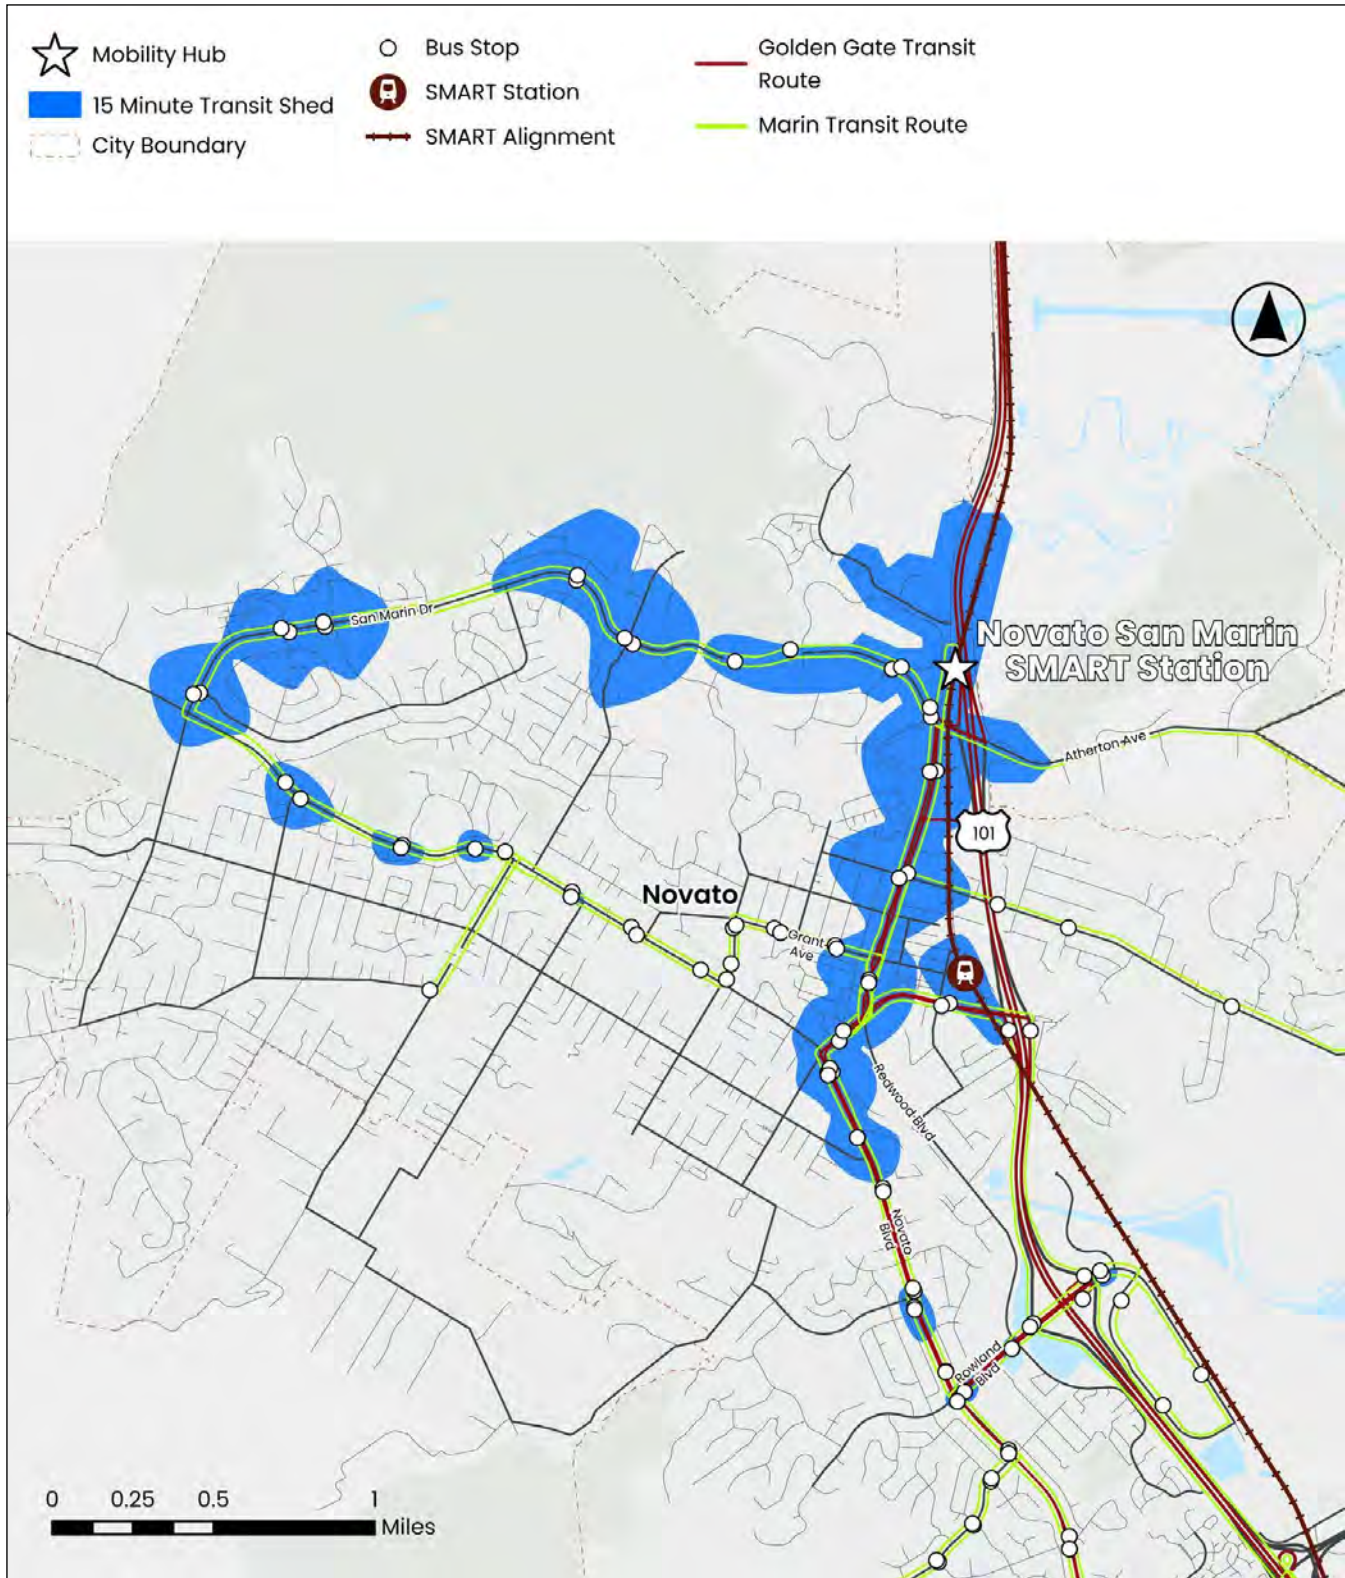 Mobility Hub
15 Minute Transit Shed
City Boundary
Bus Stop
SMART Station
SMART Alignment
Golden Gate Transit
Route
Marin Transit Route
San Marin Dr
Novato San Marin
SMART Station
Atherton Ave
101
Novato
Grant
Ave
Redwood Blvd
Novato
Blvd
Rowland
Blvd
0 0.25 0.5 1
Miles